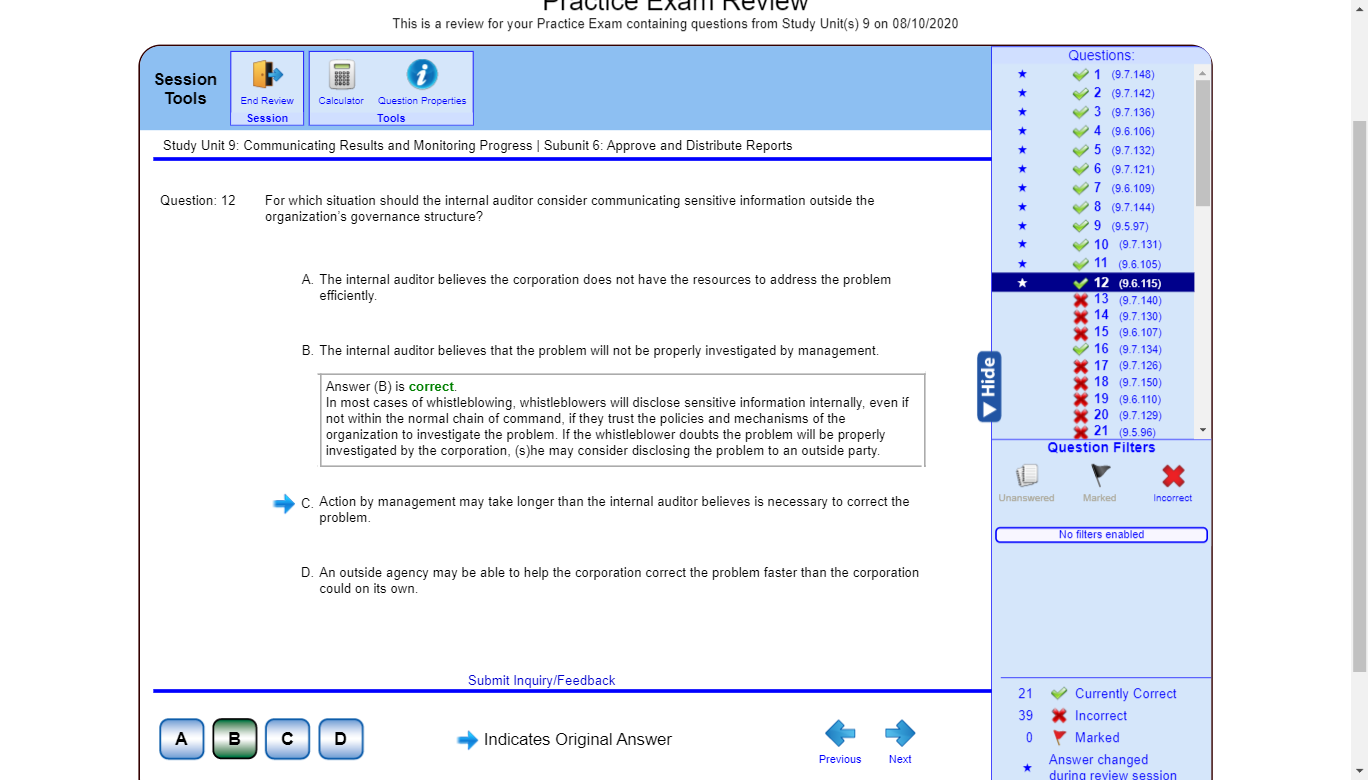 Practice Exam Review
This is a review for your Practice Exam containing questions from Study Unit(s) 9 on 08/10/2020
Session
Tools
End Review
Session
Calculator
Question Properties
Tools
Study Unit 9: Communicating Results and Monitoring Progress | Subunit 6: Approve and Distribute Reports
Question: 12
For which situation should the internal auditor consider communicating sensitive information outside the
organization's governance structure?
A. The internal auditor believes the corporation does not have the resources to address the problem
efficiently.
B. The internal auditor believes that the problem will not be properly investigated by management.
Answer (B) is correct.
In most cases of whistleblowing, whistleblowers will disclose sensitive information internally, even if
not within the normal chain of command, if they trust the policies and mechanisms of the
organization to investigate the problem. If the whistleblower doubts the problem will be properly
investigated by the corporation, (s)he may consider disclosing the problem to an outside party.
C. Action by management may take longer than the internal auditor believes is necessary to correct the
problem.
D. An outside agency may be able to help the corporation correct the problem faster than the corporation
could on its own.
Submit Inquiry/Feedback
A
B
C
D
Indicates Original Answer
Previous
Next
Hide
Questions:
1 (9.7.148)
2 (9.7.142)
3 (9.7.136)
4 (9.6.106)
5 (9.7.132)
6 (9.7.121)
7 (9.6.109)
8 (9.7.144)
9 (9.5.97)
10 (9.7.131)
11 (9.6.105)
12 (9.6.115)
13 (9.7.140)
14 (9.7.130)
15 (9.6.107)
16 (9.7.134)
17 (9.7.126)
18 (9.7.150)
19 (9.6.110)
20 (9.7.129)
21 (9.5.96)
Question Filters
Unanswered
Marked
Incorrect
No filters enabled
21 Currently Correct
39 Incorrect
0 Marked
Answer changed
during review session